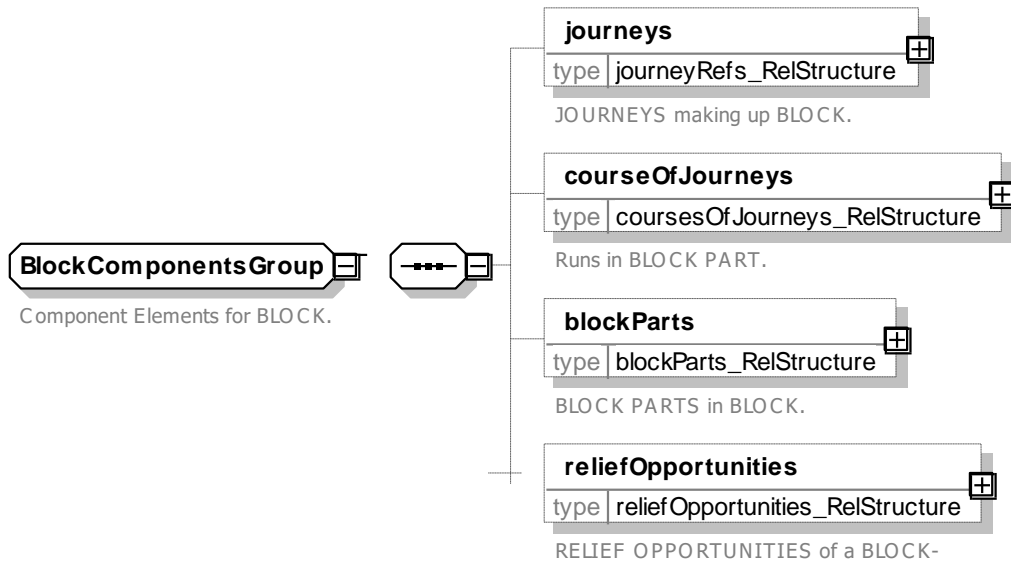 journeys
type journeyRefs_RelStructure
JOURNEYS making up BLOCK.
courseOfJourneys
type coursesOfJourneys_RelStructure
Runs in BLOCK PART.
BlockComponentsGroup
Component Elements for BLOCK.
blockParts
type blockParts_RelStructure
BLOCK PARTS in BLOCK.
reliefOpportunities
type reliefOpportunities_RelStructure
RELIEF OPPORTUNITIES of a BLOCK-